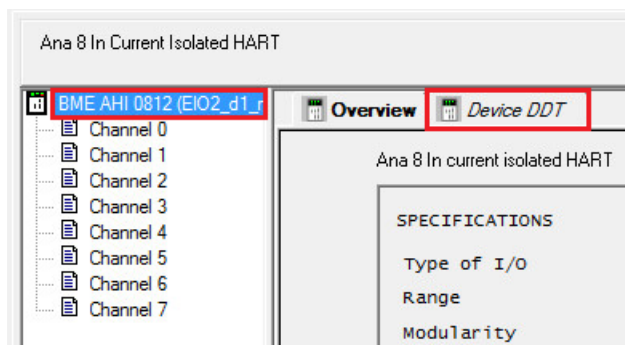 Ana 8 In Current Isolated HART
BME AHI 0812 (EIO2_d1_r
Channel 0
Channel 1
Channel 2
Channel 3
Channel 4
Channel 5
Channel 6
Channel 7
Overview
Device DDT
Ana 8 In current isolated HART
SPECIFICATIONS
Type of I/O
Range
Modularity